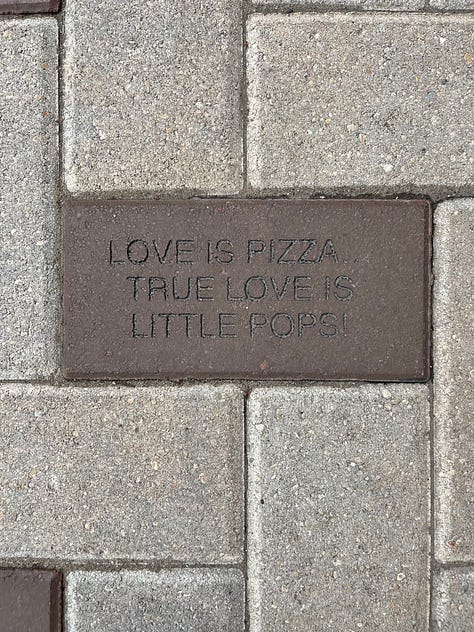 LOVE IS PIZZA...
TRUE LOVE IS
LITTLE POPS!